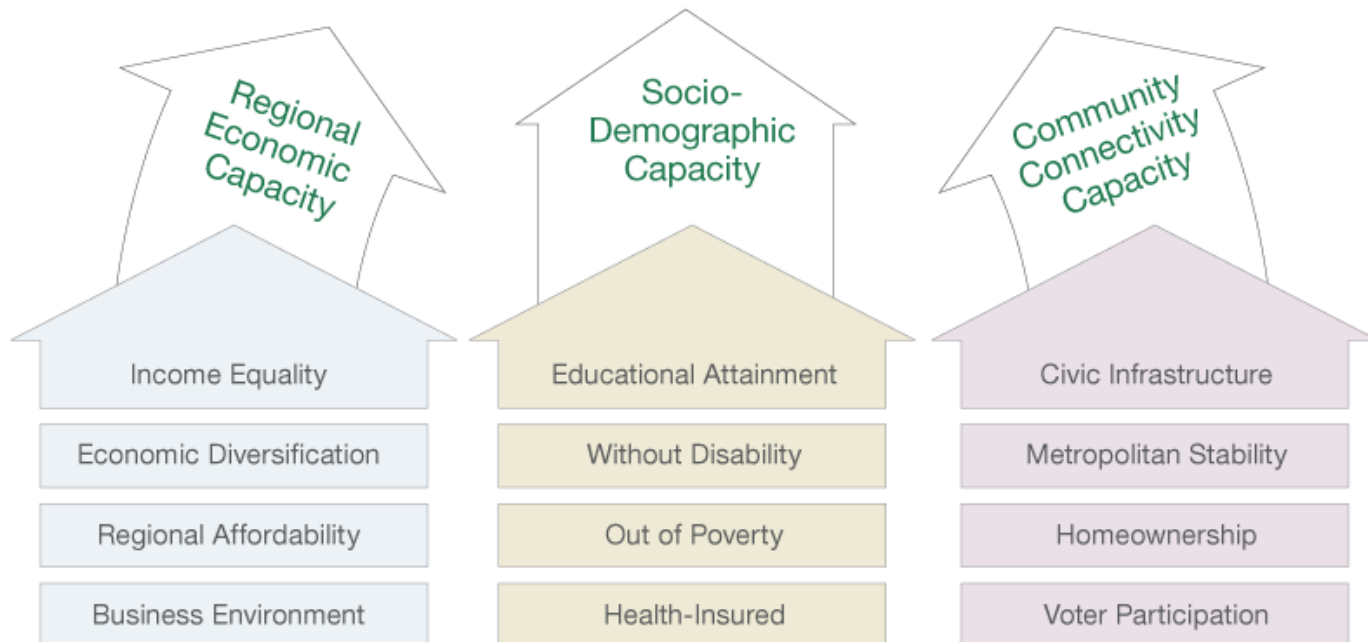 Regional
Economic
Capacity
Income Equality
Economic Diversification
Regional Affordability
Business Environment
Socio-
Demographic
Capacity
Educational Attainment
Without Disability
Out of Poverty
Health-Insured
Community
Connectivity
Capacity
Civic Infrastructure
Metropolitan Stability
Homeownership
Voter Participation